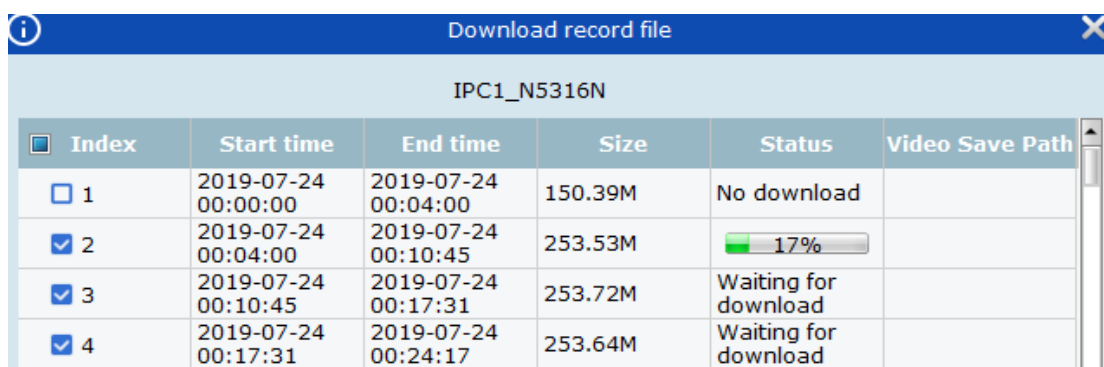 Download record file
IPC1_N5316N
Index Start time End time Size Status Video Save Path
1 2019-07-24 00:00:00 2019-07-24 00:04:00 150.39M No download
2 2019-07-24 00:04:00 2019-07-24 00:10:45 253.53M 17%
3 2019-07-24 00:10:45 2019-07-24 00:17:31 253.72M Waiting for download
4 2019-07-24 00:17:31 2019-07-24 00:24:17 253.64M Waiting for download